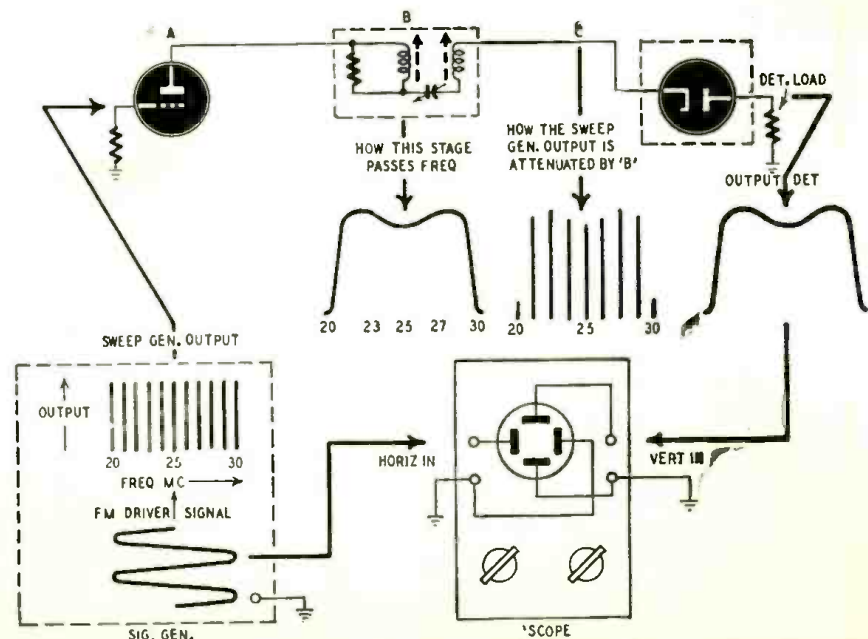 A
B
C
DET. LOAD
HOW THIS STAGE
PASSES FREQ
HOW THE SWEEP
GEN. OUTPUT IS
ATTENUATED BY 'B'
OUTPUT DET
20 23 25 27 30
20 25 30
SWEEP GEN. OUTPUT
OUTPUT
20 25 30
FREQ MC
FM DRIVER SIGNAL
HORIZ IN
VERT IN
SIG. GEN.
'SCOPE